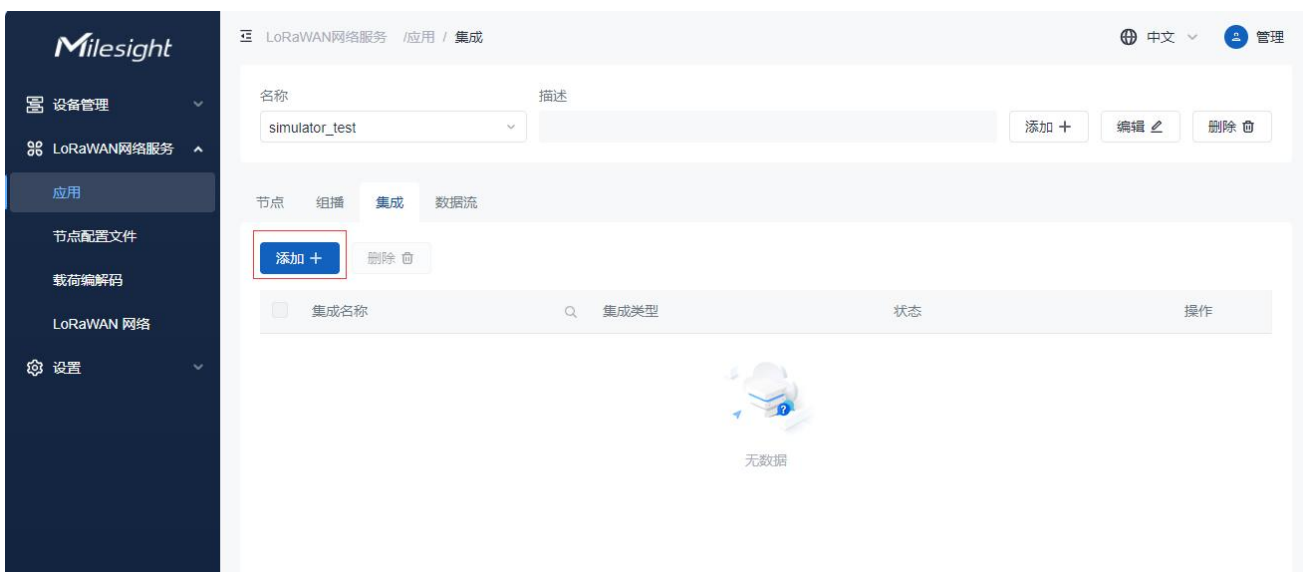 Milesight
LoRaWAN网络服务 /应用 / 集成
中文
管理
设备管理
LoRaWAN网络服务
应用
节点配置文件
载荷编解码
LoRaWAN 网络
设置
名称
描述
simulator_test
添加 +
编辑
删除
节点 组播 集成 数据流
添加 +
删除
集成名称 集成类型 状态 操作
无数据